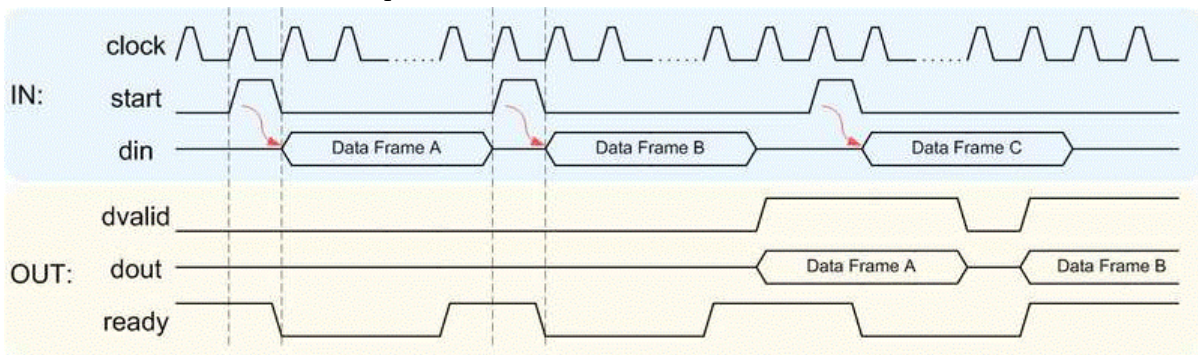 clock
IN:
start
din
Data Frame A
Data Frame B
Data Frame C
dvalid
OUT:
dout
Data Frame A
Data Frame B
ready